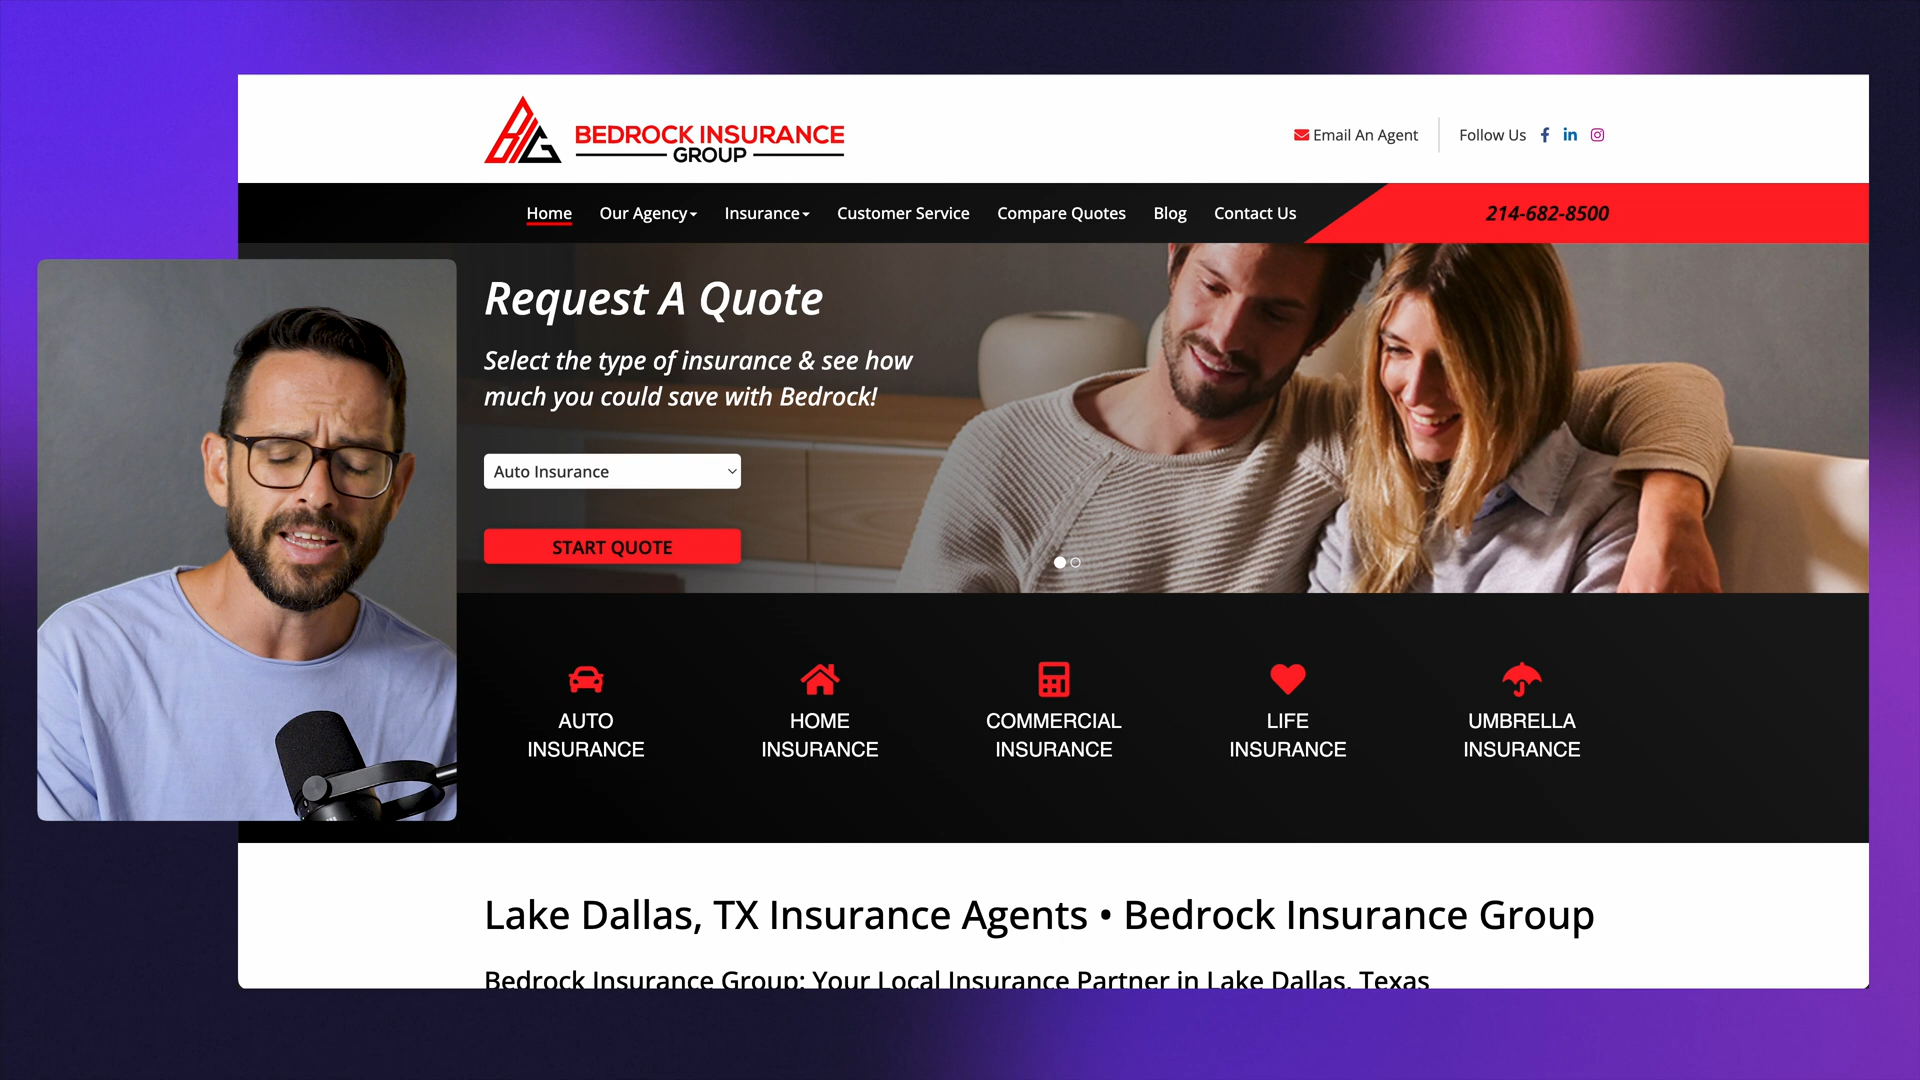 BIG
BEDROCK INSURANCE
GROUP
Email An Agent
Follow Us
Home
Our Agency
Insurance
Customer Service
Compare Quotes
Blog
Contact Us
214-682-8500
Request A Quote
Select the type of insurance & see how
much you could save with Bedrock!
Auto Insurance
START QUOTE
AUTO
INSURANCE
HOME
INSURANCE
COMMERCIAL
INSURANCE
LIFE
INSURANCE
UMBRELLA
INSURANCE
Lake Dallas, TX Insurance Agents • Bedrock Insurance Group
Bedrock Insurance Group: Your Local Insurance Partner in Lake Dallas, Texas